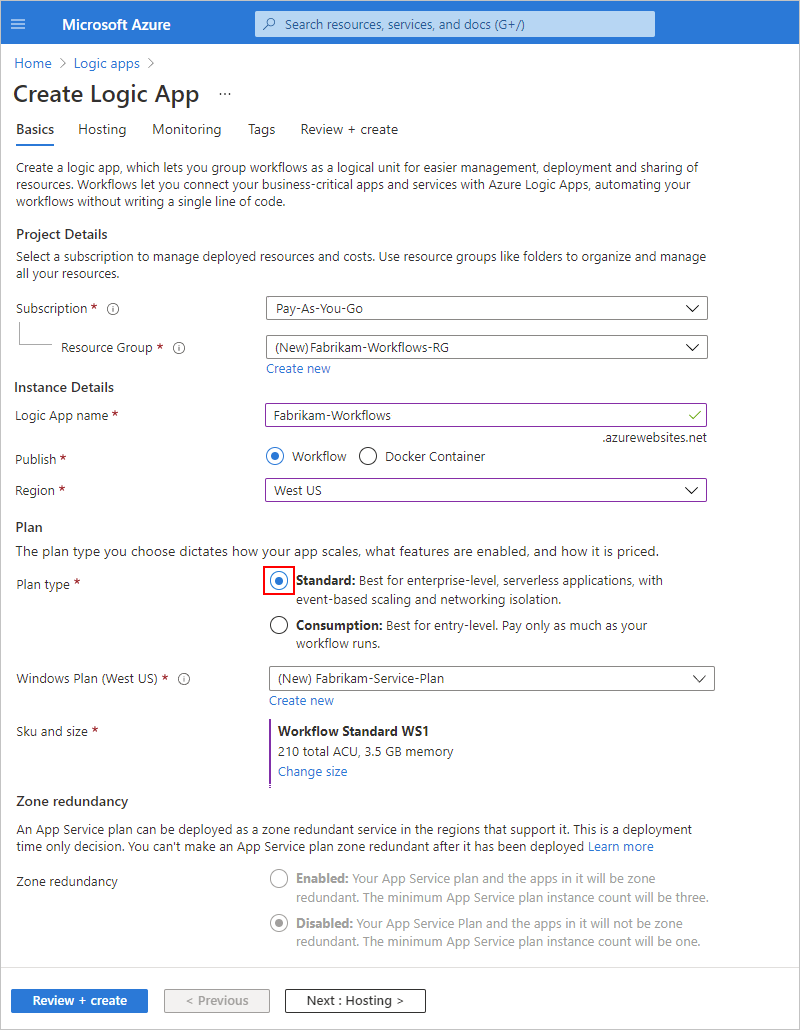 Microsoft Azure
Search resources, services, and docs (G+/)
Home > Logic apps >
Create Logic App ...
Basics Hosting Monitoring Tags Review + create
Create a logic app, which lets you group workflows as a logical unit for easier management, deployment and sharing of
resources. Workflows let you connect your business-critical apps and services with Azure Logic Apps, automating your
workflows without writing a single line of code.
Project Details
Select a subscription to manage deployed resources and costs. Use resource groups like folders to organize and manage
all your resources.
Subscription * Pay-As-You-Go
Resource Group * (New)Fabrikam-Workflows-RG
Create new
Instance Details
Logic App name * Fabrikam-Workflows
.azurewebsites.net
Publish * Workflow Docker Container
Region * West US
Plan
The plan type you choose dictates how your app scales, what features are enabled, and how it is priced.
Plan type * Standard: Best for enterprise-level, serverless applications, with
event-based scaling and networking isolation.
Consumption: Best for entry-level. Pay only as much as your
workflow runs.
Windows Plan (West US) * (New) Fabrikam-Service-Plan
Create new
Sku and size * Workflow Standard WS1
210 total ACU, 3.5 GB memory
Change size
Zone redundancy
An App Service plan can be deployed as a zone redundant service in the regions that support it. This is a deployment
time only decision. You can't make an App Service plan zone redundant after it has been deployed Learn more
Zone redundancy Enabled: Your App Service plan and the apps in it will be zone
redundant. The minimum App Service plan instance count will be three.
Disabled: Your App Service Plan and the apps in it will not be zone
redundant. The minimum App Service plan instance count will be one.
Review + create < Previous Next : Hosting >